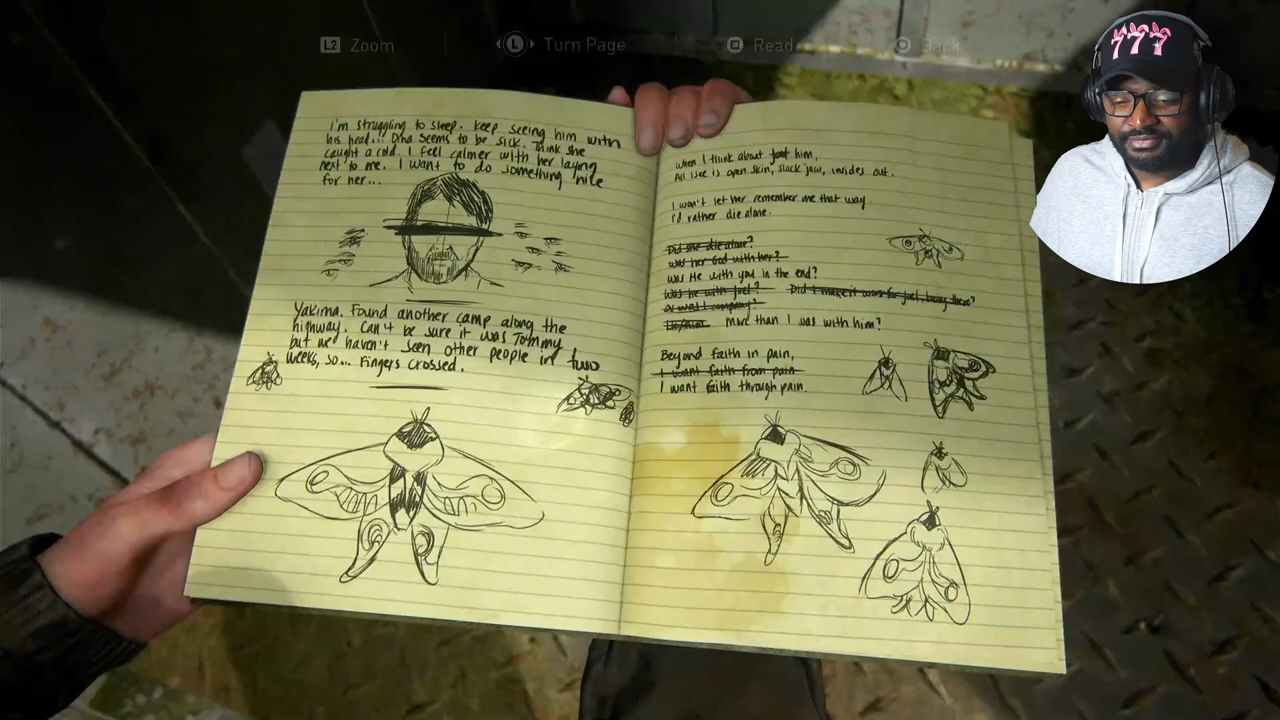 L2 Zoom
L Turn Page
Read
Back
777
I'm struggling to sleep. Keep seeing him with
his head... Dina seems to be sick. Think she
caught a cold. I feel calmer with her laying
next to me. I want to do something nice
for her...
Yakima. Found another camp along the
highway. Can't be sure it was Tommy
but we haven't seen other people in two
weeks, so... Fingers crossed.
When I think about him,
All I see is open skin, slack jaw, insides out.
I won't let her remember me that way.
I'd rather die alone.
Did she die alone?
Was her God with her?
Was He with you in the end?
Was he with Joel? Did I make it worse for Joel, being there?
Or was I company?
More than I was with him?
Beyond faith in pain,
I want faith from pain
I want faith through pain.